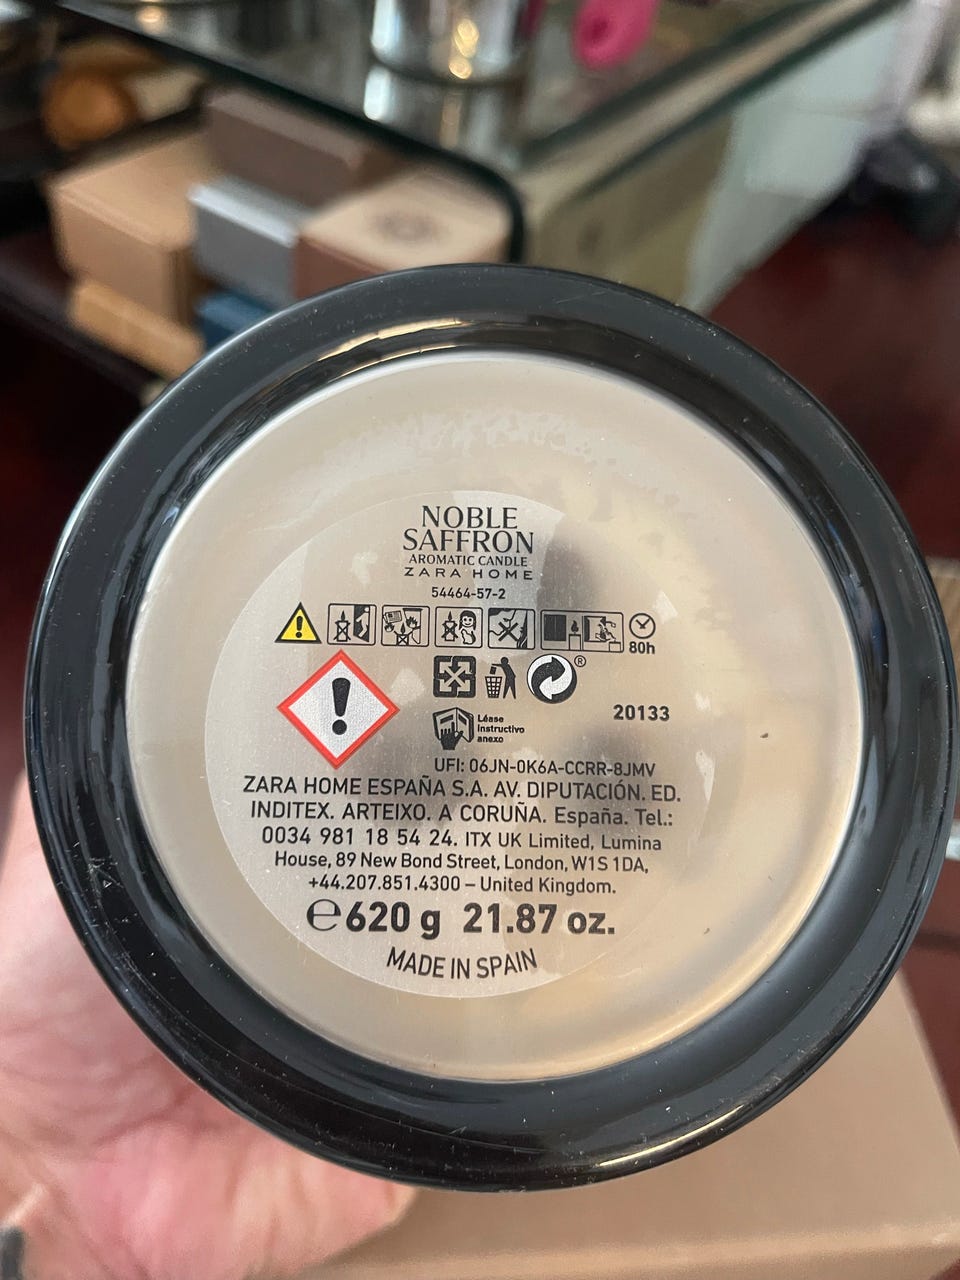 NOBLE
SAFFRON
AROMATIC CANDLE
ZARA HOME
54464-57-2
80h
®
20133
Léase
instructivo
anexo
UFI: 06JN-0K6A-CCRR-8JMV
ZARA HOME ESPAÑA S.A. AV. DIPUTACIÓN. ED.
INDITEX. ARTEIXO. A CORUÑA. España. Tel.:
0034 981 18 54 24. ITX UK Limited, Lumina
House, 89 New Bond Street, London, W1S 1DA,
+44.207.851.4300 – United Kingdom.
℮620 g 21.87 oz.
MADE IN SPAIN